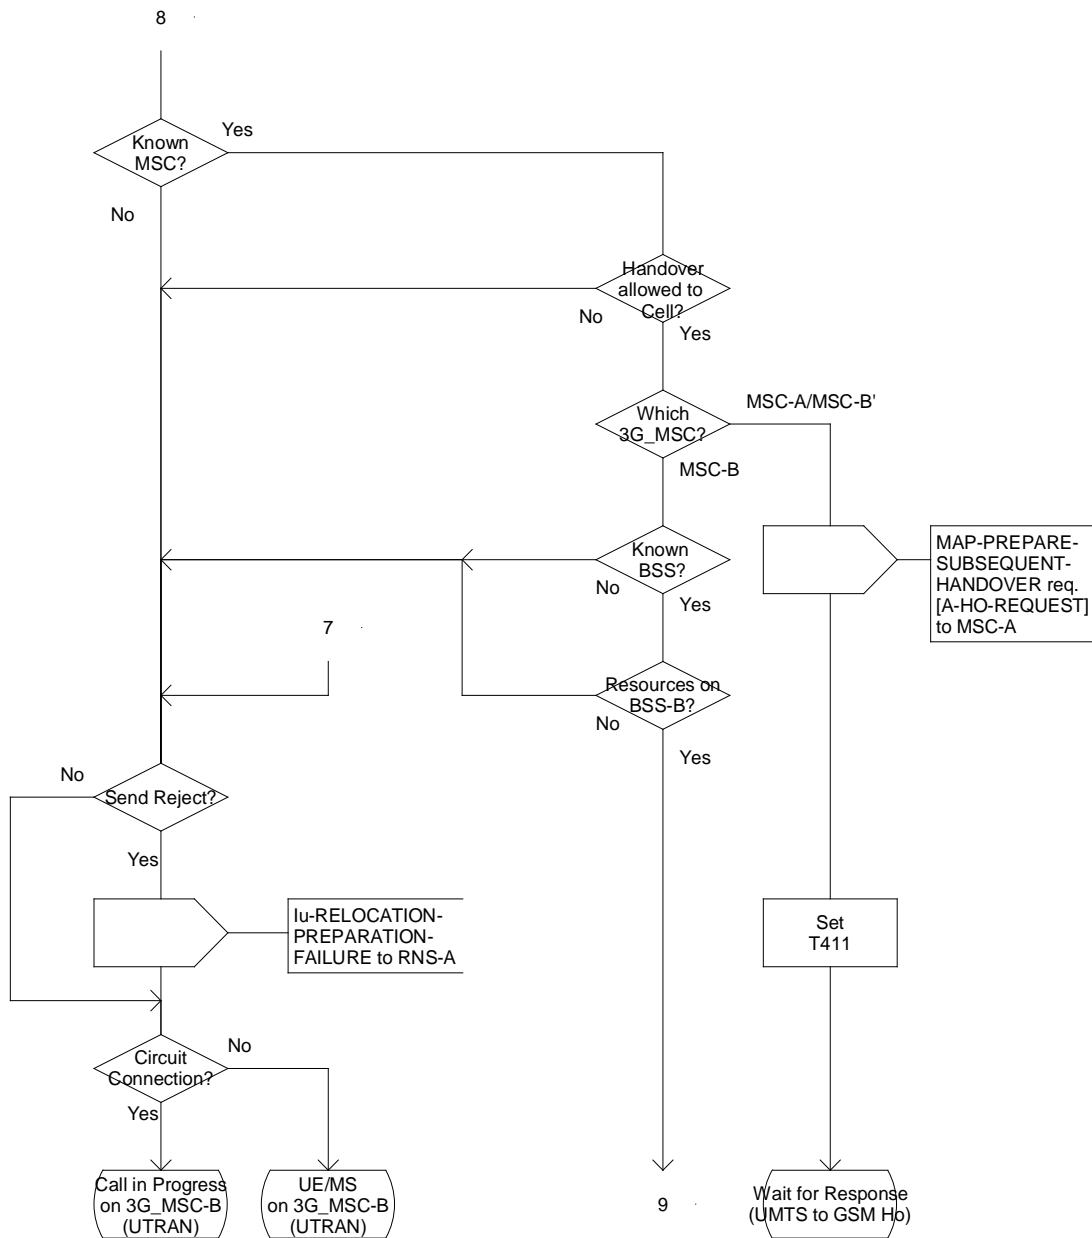 8
Known
MSC?
Yes
No
Handover
allowed to
Cell?
No
Yes
Which
3G_MSC?
MSC-A/MSC-B'
MSC-B
Known
BSS?
No
Yes
MAP-PREPARE-
SUBSEQUENT-
HANDOVER req.
[A-HO-REQUEST]
to MSC-A
7
Resources on
BSS-B?
No
Yes
No
Send Reject?
Yes
Iu-RELOCATION-
PREPARATION-
FAILURE to RNS-A
Set
T411
Circuit
Connection?
No
Yes
Call in Progress
on 3G_MSC-B
(UTRAN)
UE/MS
on 3G_MSC-B
(UTRAN)
9
Wait for Response
(UMTS to GSM Ho)